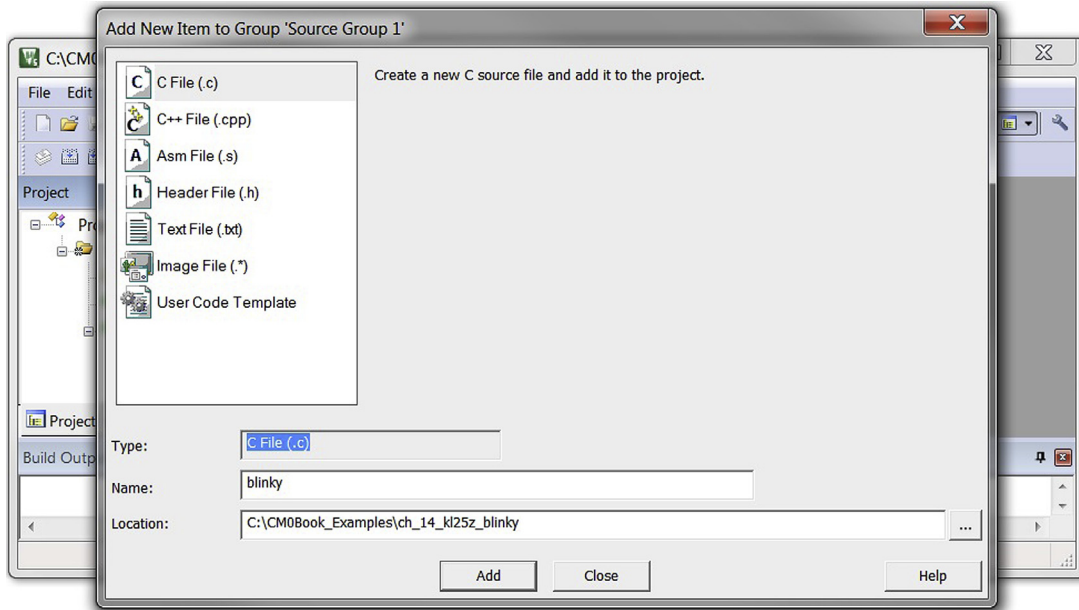 Add New Item to Group 'Source Group 1'
C:\CM0
File Edit
Project
C File (.c)
C++ File (.cpp)
Asm File (.s)
Header File (.h)
Text File (.txt)
Image File (.*)
User Code Template
Create a new C source file and add it to the project.
Pro
Project
Build Outp
Type:
C File (.c)
Name:
blinky
Location:
C:\CM0Book_Examples\ch_14_kl25z_blinky
...
Add
Close
Help